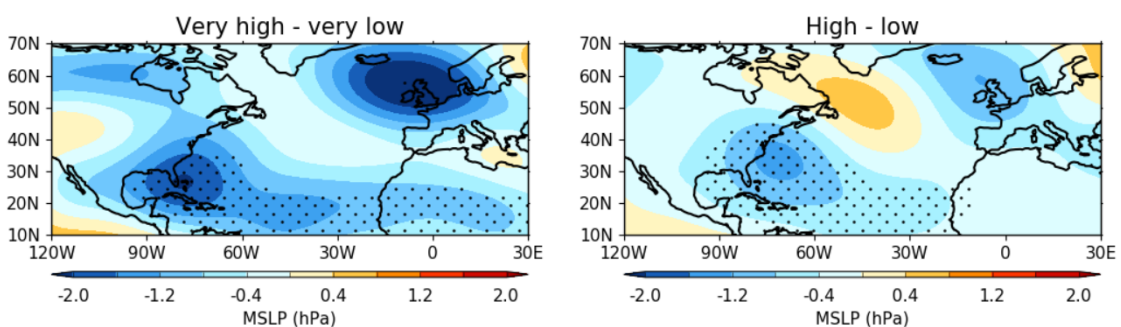 Very high - very low
70N
60N
50N
40N
30N
20N
10N
120W 90W 60W 30W 0 30E
-2.0 -1.2 -0.4 0.4 1.2 2.0
MSLP (hPa)
High - low
70N
60N
50N
40N
30N
20N
10N
120W 90W 60W 30W 0 30E
-2.0 -1.2 -0.4 0.4 1.2 2.0
MSLP (hPa)